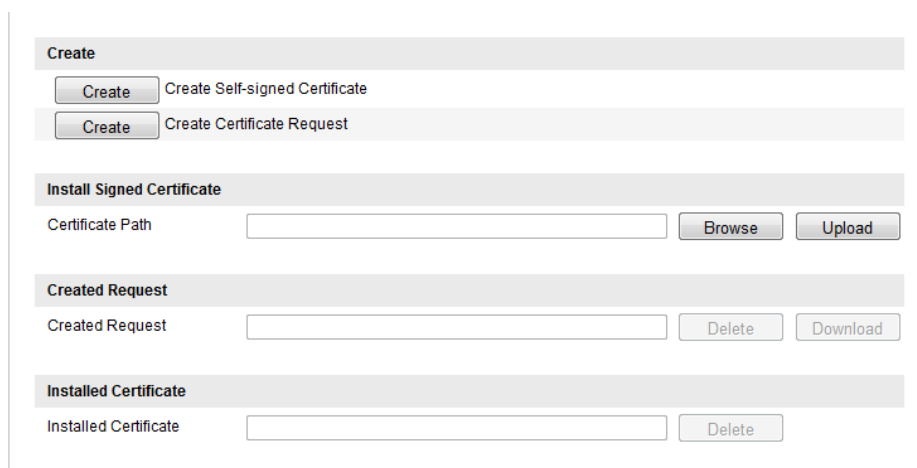 Create
Create Create Self-signed Certificate
Create Create Certificate Request
Install Signed Certificate
Certificate Path Browse Upload
Created Request
Created Request Delete Download
Installed Certificate
Installed Certificate Delete